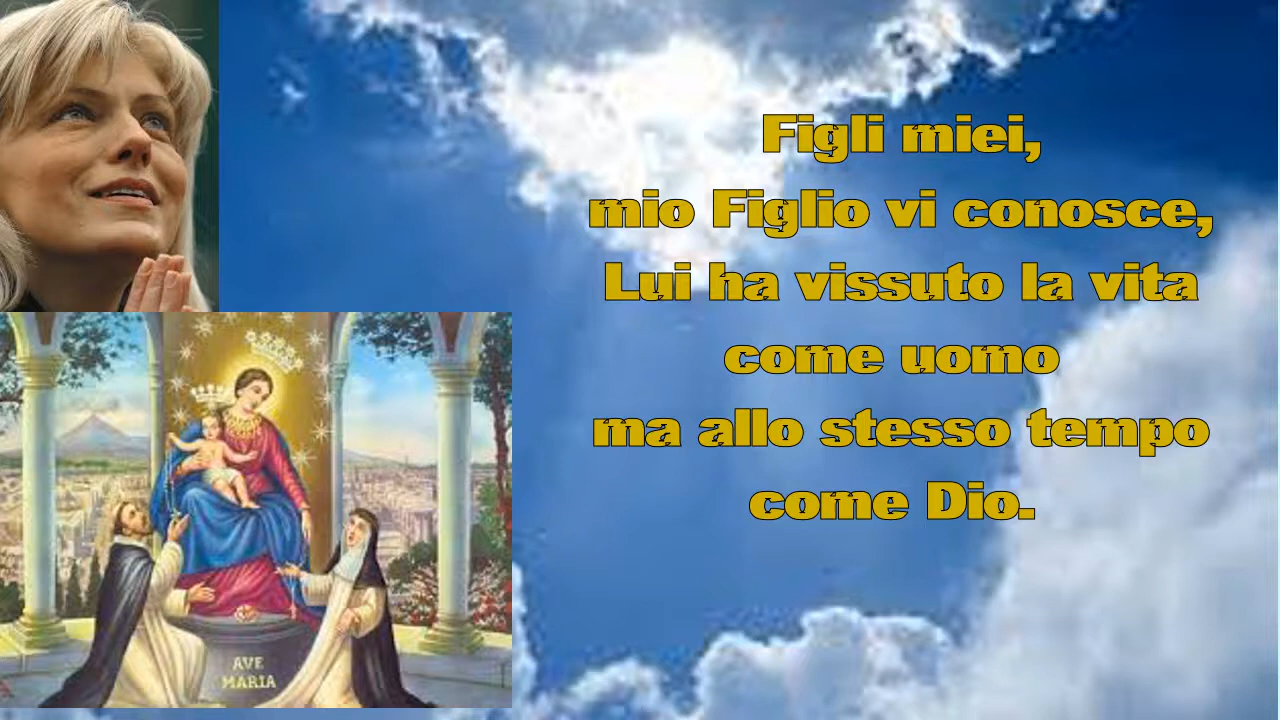 Figli miei,
mio Figlio vi conosce,
Lui ha vissuto la vita
come uomo
ma allo stesso tempo
come Dio.
AVE
MARIA